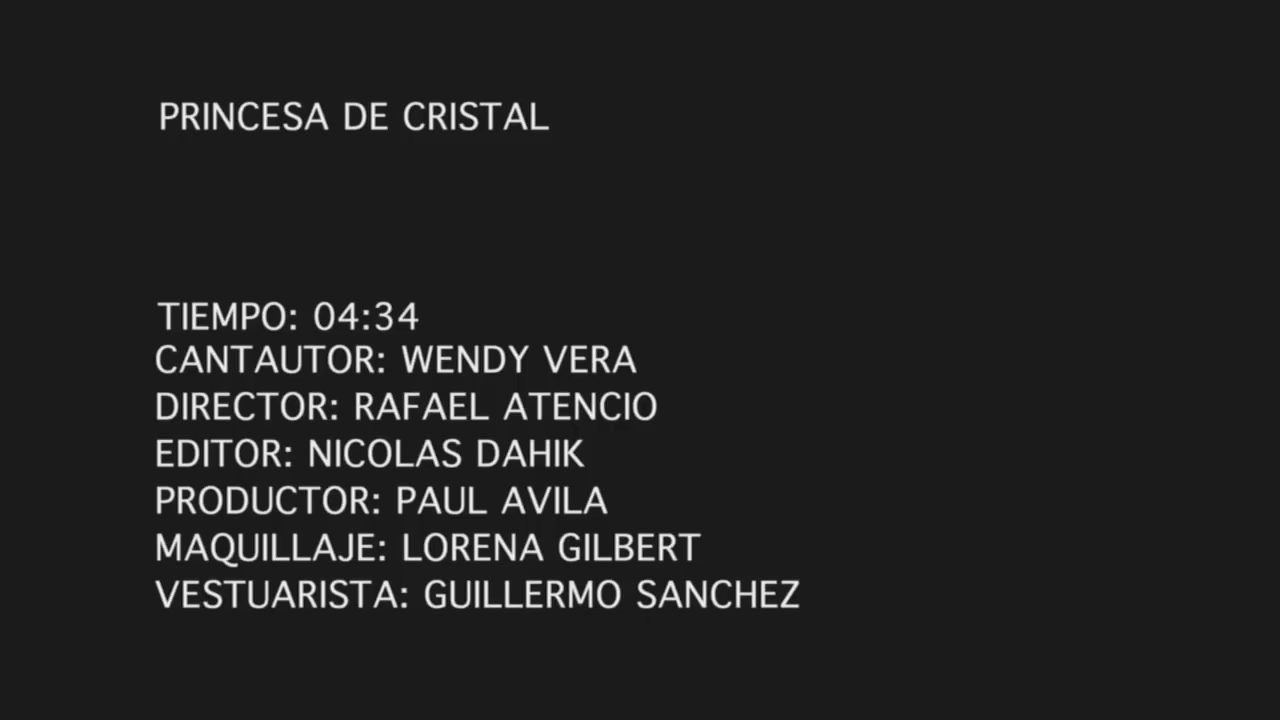 PRINCESA DE CRISTAL
TIEMPO: 04:34
CANTAUTOR: WENDY VERA
DIRECTOR: RAFAEL ATENCIO
EDITOR: NICOLAS DAHIK
PRODUCTOR: PAUL AVILA
MAQUILLAJE: LORENA GILBERT
VESTUARISTA: GUILLERMO SANCHEZ